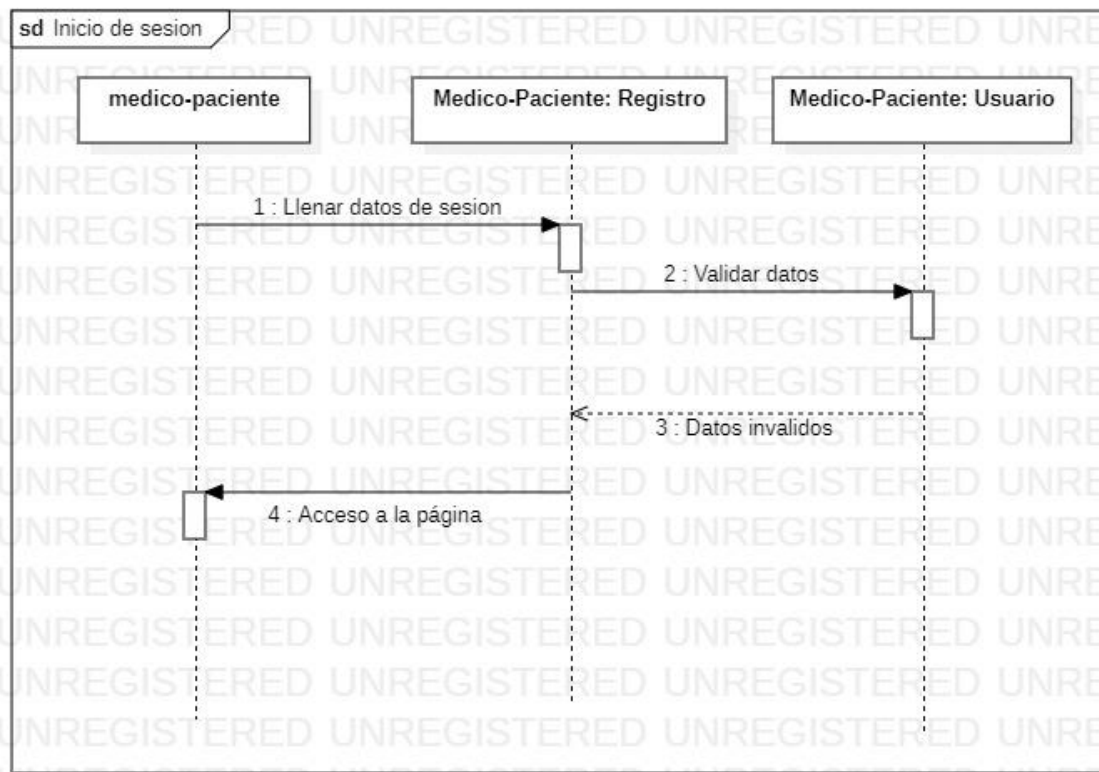 sd Inicio de sesion
medico-paciente
Medico-Paciente: Registro
Medico-Paciente: Usuario
1 : Llenar datos de sesion
2 : Validar datos
3 : Datos invalidos
4 : Acceso a la página
UNREGISTERED UNREGISTERED